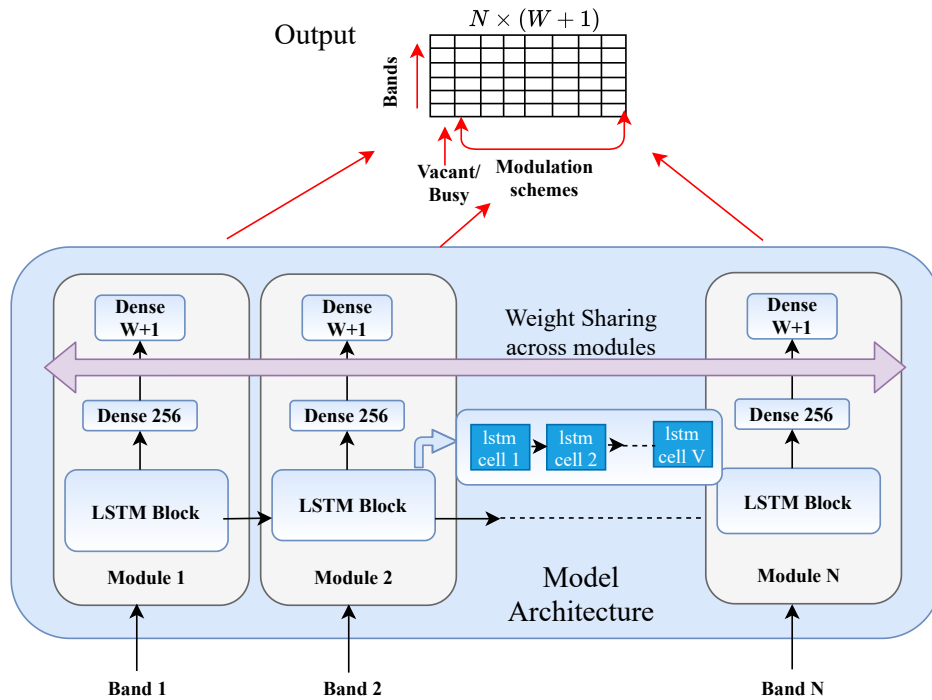 Output
N × (W + 1)
Bands
Vacant/
Busy
Modulation
schemes
Dense
W+1
Dense
W+1
Dense
W+1
Weight Sharing
across modules
Dense 256
Dense 256
Dense 256
lstm
cell 1
lstm
cell 2
lstm
cell V
LSTM Block
LSTM Block
LSTM Block
Module 1
Module 2
Module N
Model
Architecture
Band 1
Band 2
Band N